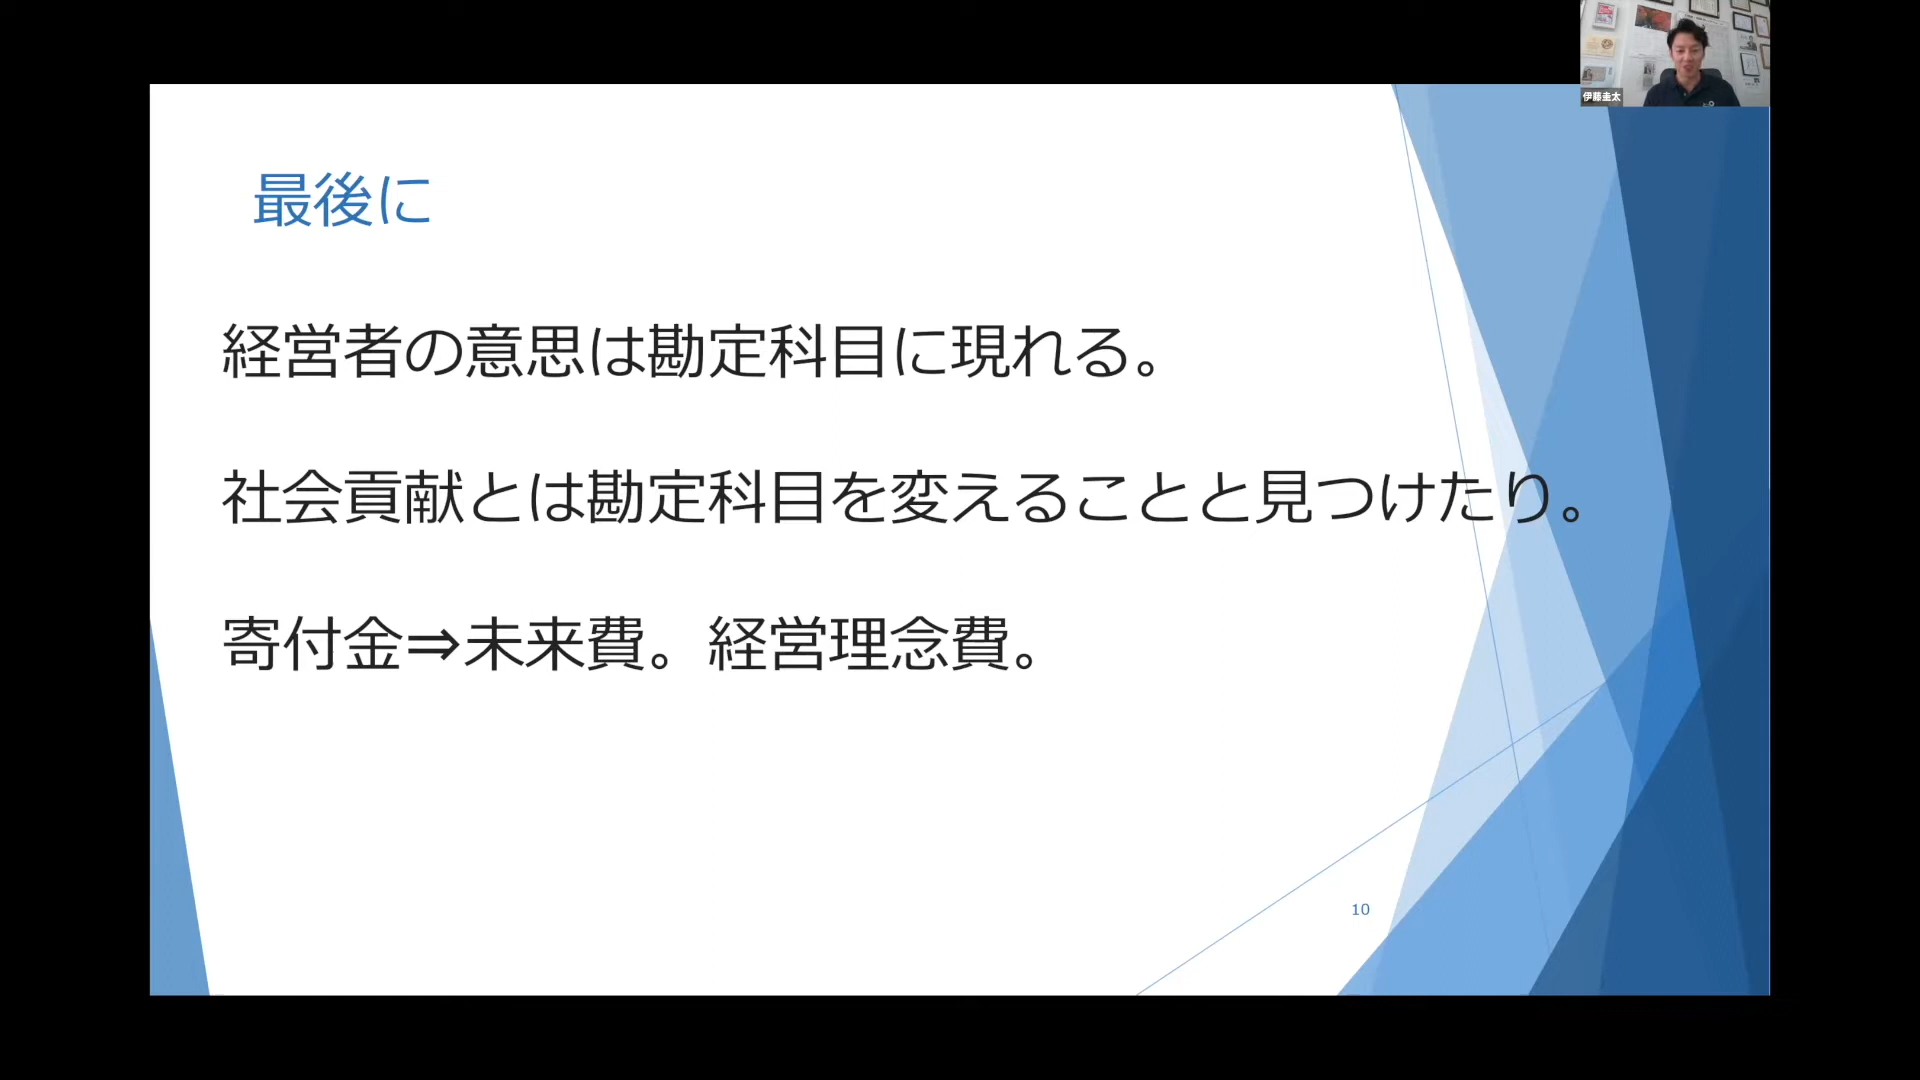 伊藤圭太
最後に
経営者の意思は勘定科目に現れる。
社会貢献とは勘定科目を変えることと見つけたり。
寄付金⇒未来費。経営理念費。
10